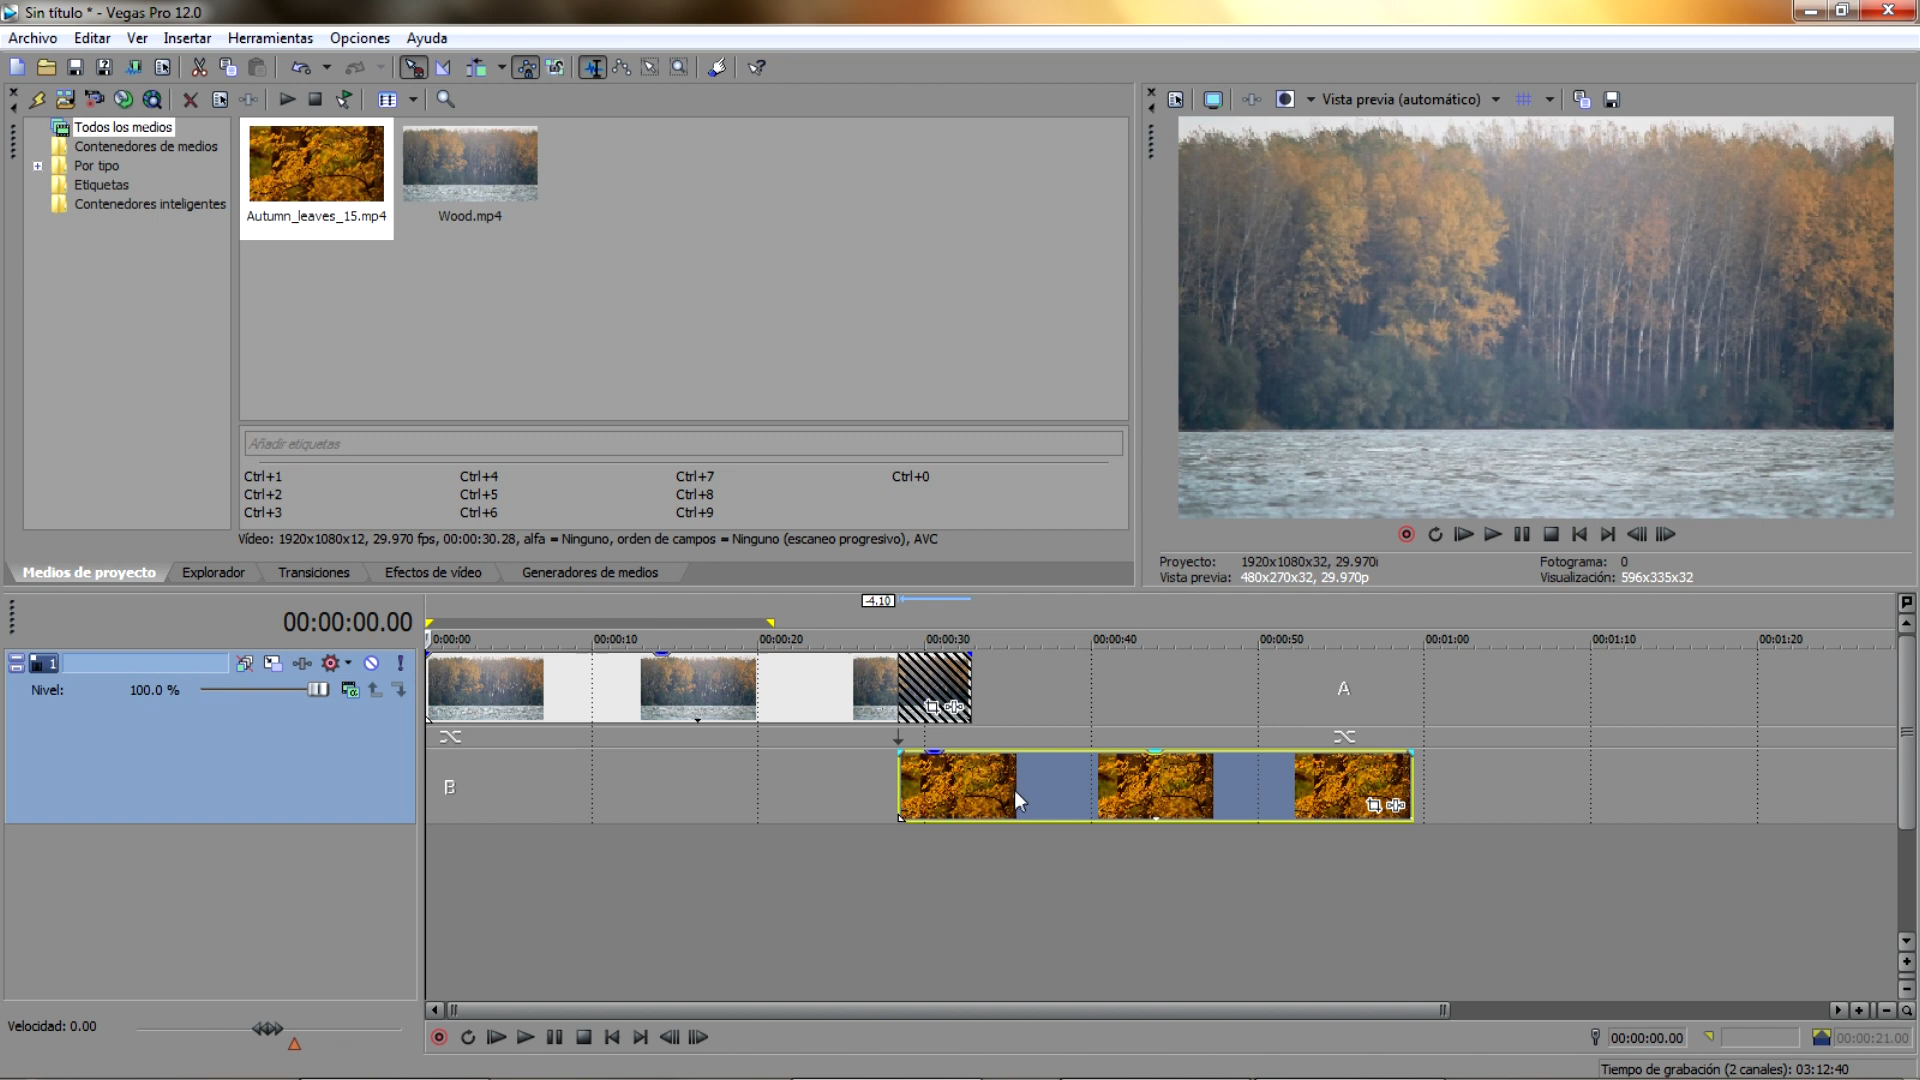 Sin título * - Vegas Pro 12.0
Archivo Editar Ver Insertar Herramientas Opciones Ayuda
Vista previa (automático)
Todos los medios
Contenedores de medios
Por tipo
Etiquetas
Contenedores inteligentes
Autumn_leaves_15.mp4
Wood.mp4
Añadir etiquetas
Ctrl+1 Ctrl+4 Ctrl+7 Ctrl+0
Ctrl+2 Ctrl+5 Ctrl+8
Ctrl+3 Ctrl+6 Ctrl+9
Vídeo: 1920x1080x12, 29.970 fps, 00:00:30.28, alfa = Ninguno, orden de campos = Ninguno (escaneo progresivo), AVC
Medios de proyecto Explorador Transiciones Efectos de vídeo Generadores de medios
Proyecto: 1920x1080x32, 29.970i Fotograma: 0
Vista previa: 480x270x32, 29.970p Visualización: 596x335x32
-4.10
00:00:00.00
0:00:00 00:00:10 00:00:20 00:00:30 00:00:40 00:00:50 00:01:00 00:01:10 00:01:20
1
Nivel: 100.0 %
A
B
Velocidad: 0.00
00:00:00.00
00:00:21.00
Tiempo de grabación (2 canales): 03:12:40